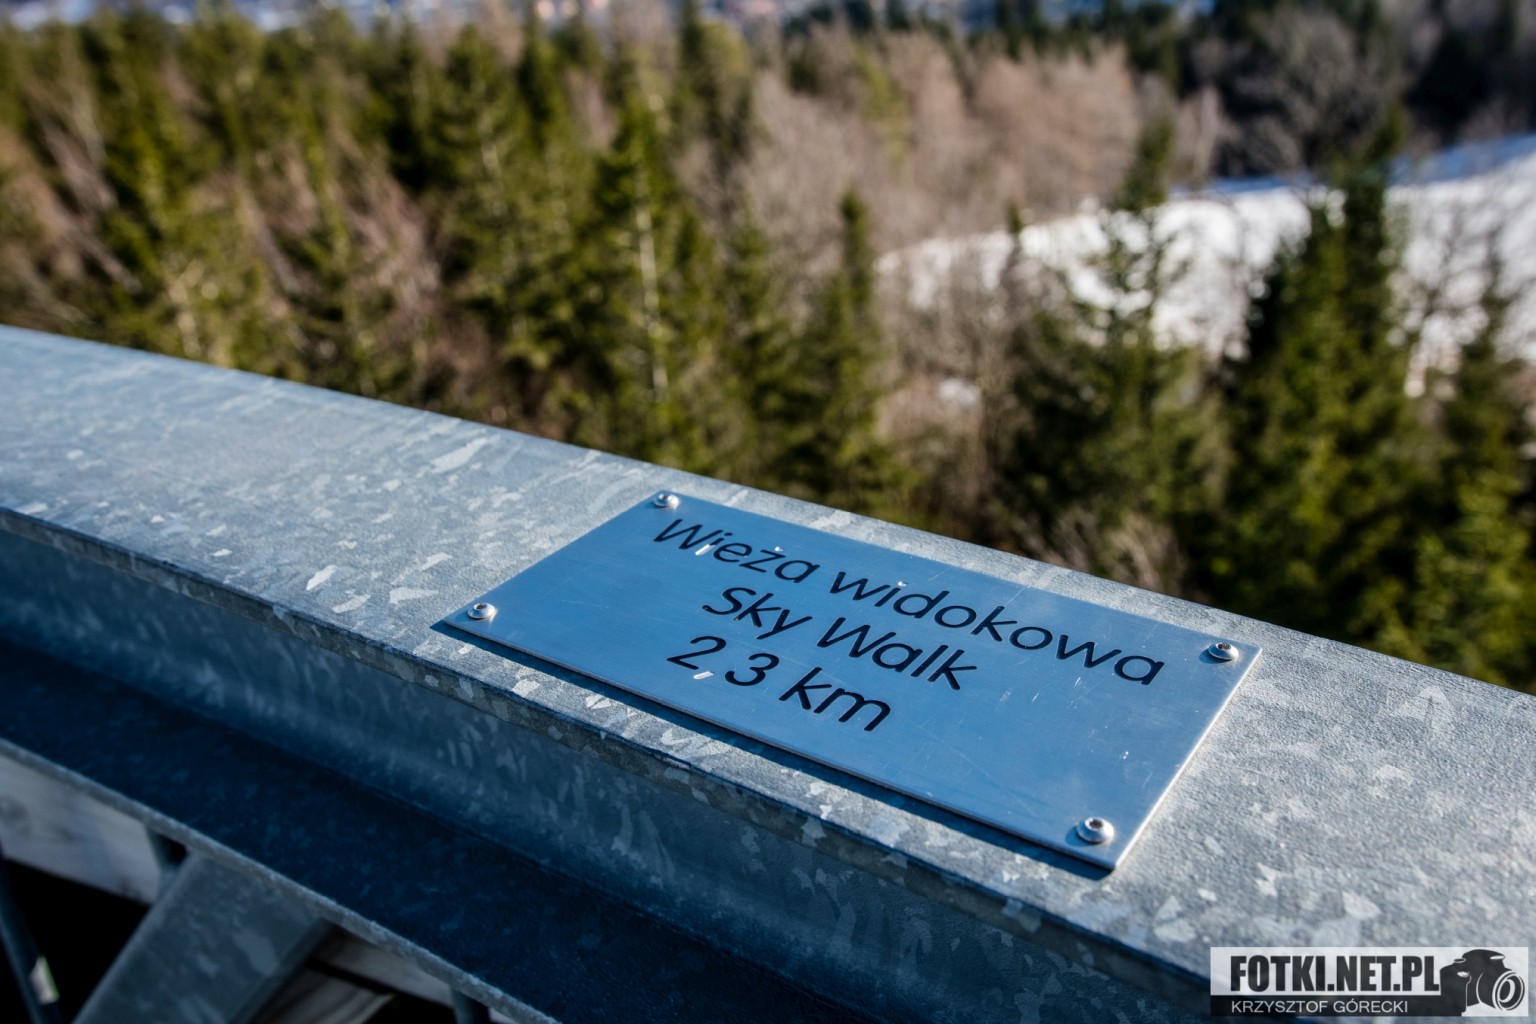 Wieża widokowa
Sky Walk
2,3 km
FOTKI.NET.PL
KRZYSZTOF GÓRECKI